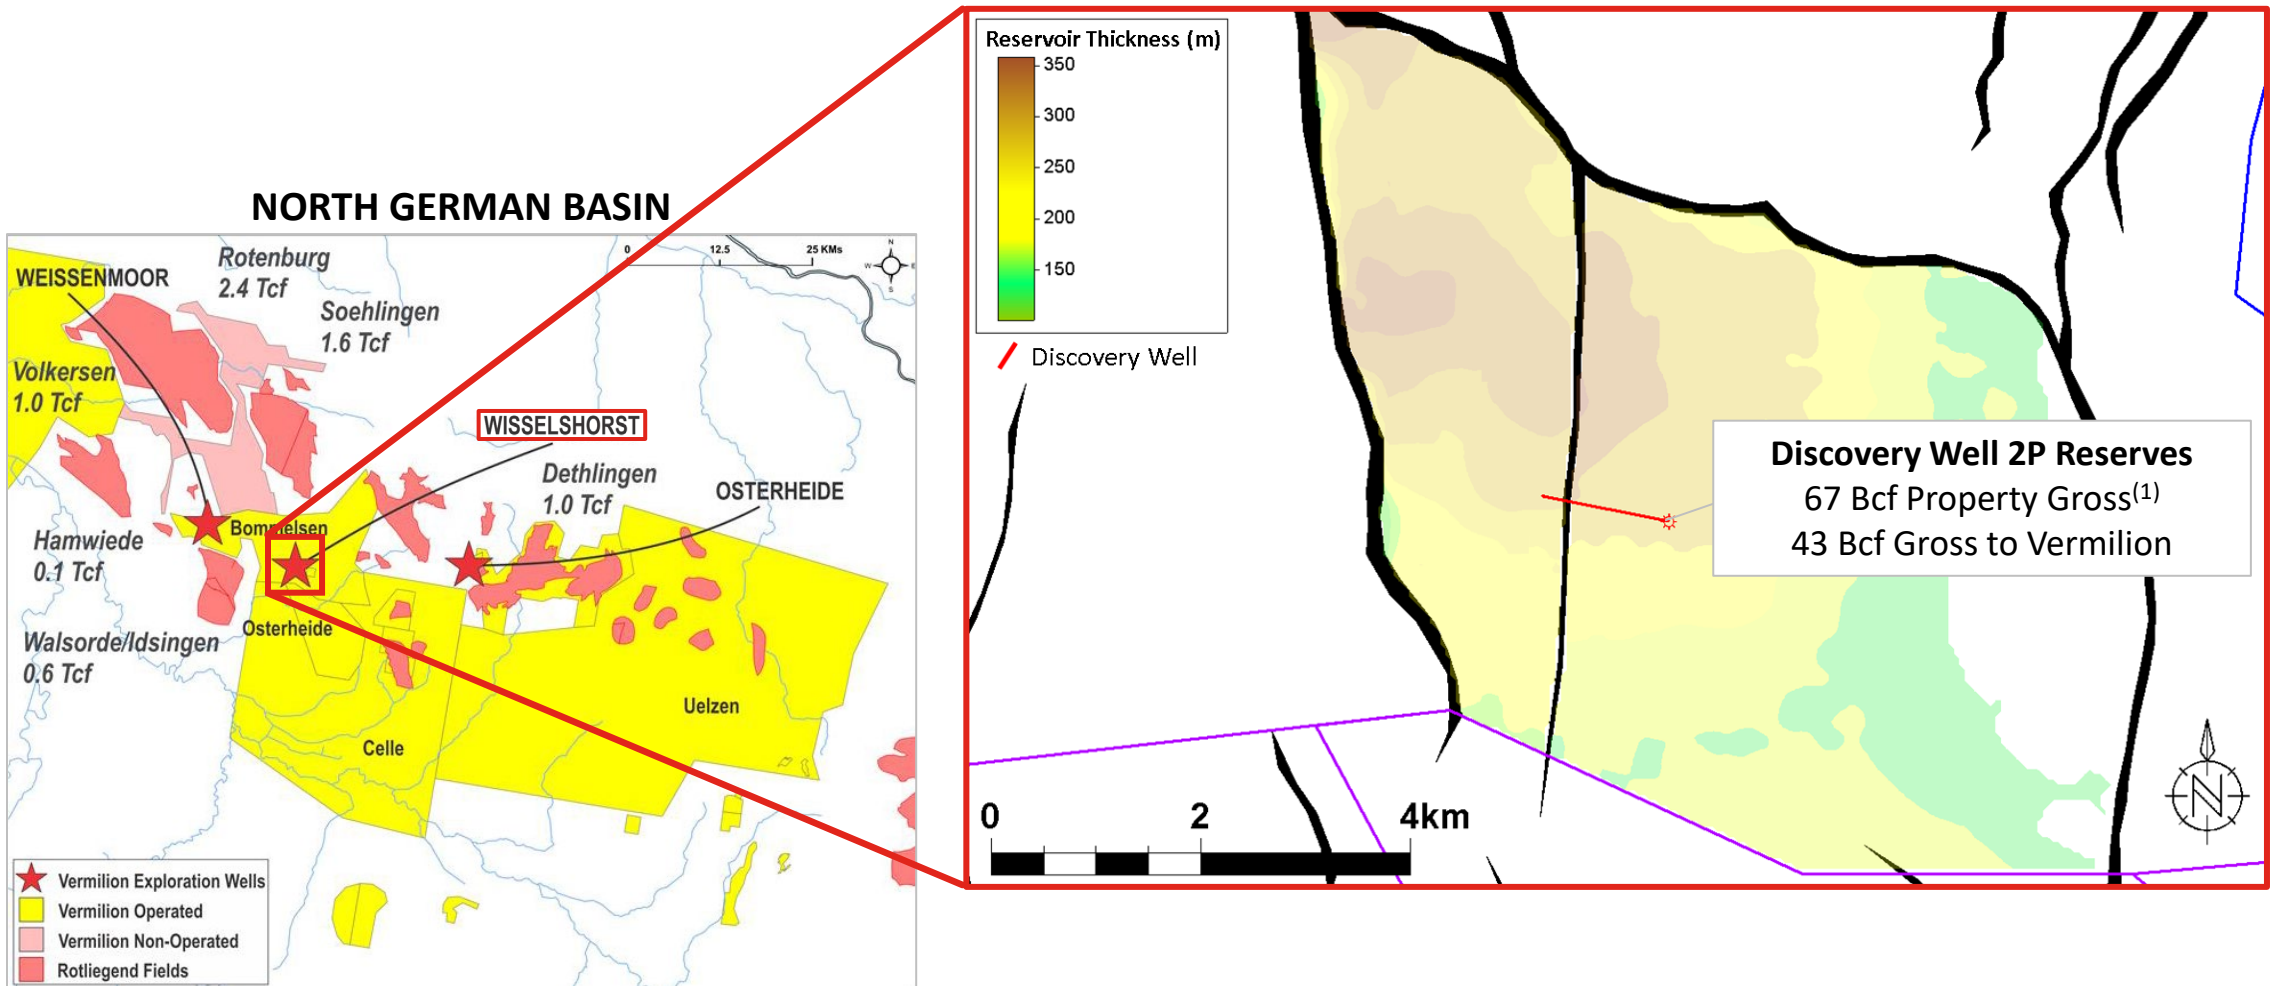 NORTH GERMAN BASIN
0 12.5 25 KMs
N
W E
S
WEISSENMOOR
Rotenburg
2.4 Tcf
Soehlingen
1.6 Tcf
Volkersen
1.0 Tcf
WISSELSHORST
Dethlingen
1.0 Tcf
OSTERHEIDE
Bommelsen
Hamwiede
0.1 Tcf
Osterheide
Walsorde/Idsingen
0.6 Tcf
Uelzen
Celle
Vermilion Exploration Wells
Vermilion Operated
Vermilion Non-Operated
Rotliegend Fields
Reservoir Thickness (m)
350
300
250
200
150
Discovery Well
Discovery Well 2P Reserves
67 Bcf Property Gross(1)
43 Bcf Gross to Vermilion
0 2 4km
N